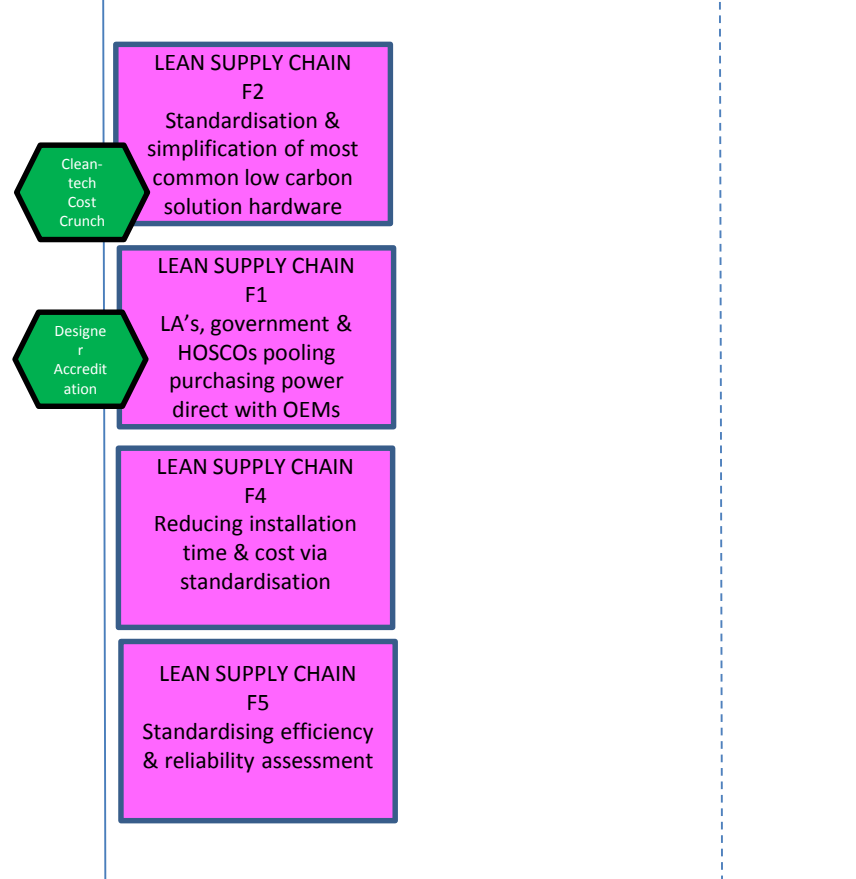 LEAN SUPPLY CHAIN
F2
Standardisation &
simplification of most
common low carbon
solution hardware
Clean-
tech
Cost
Crunch
LEAN SUPPLY CHAIN
F1
LA's, government &
HOSCOs pooling
purchasing power
direct with OEMs
Designe
r
Accredit
ation
LEAN SUPPLY CHAIN
F4
Reducing installation
time & cost via
standardisation
LEAN SUPPLY CHAIN
F5
Standardising efficiency
& reliability assessment